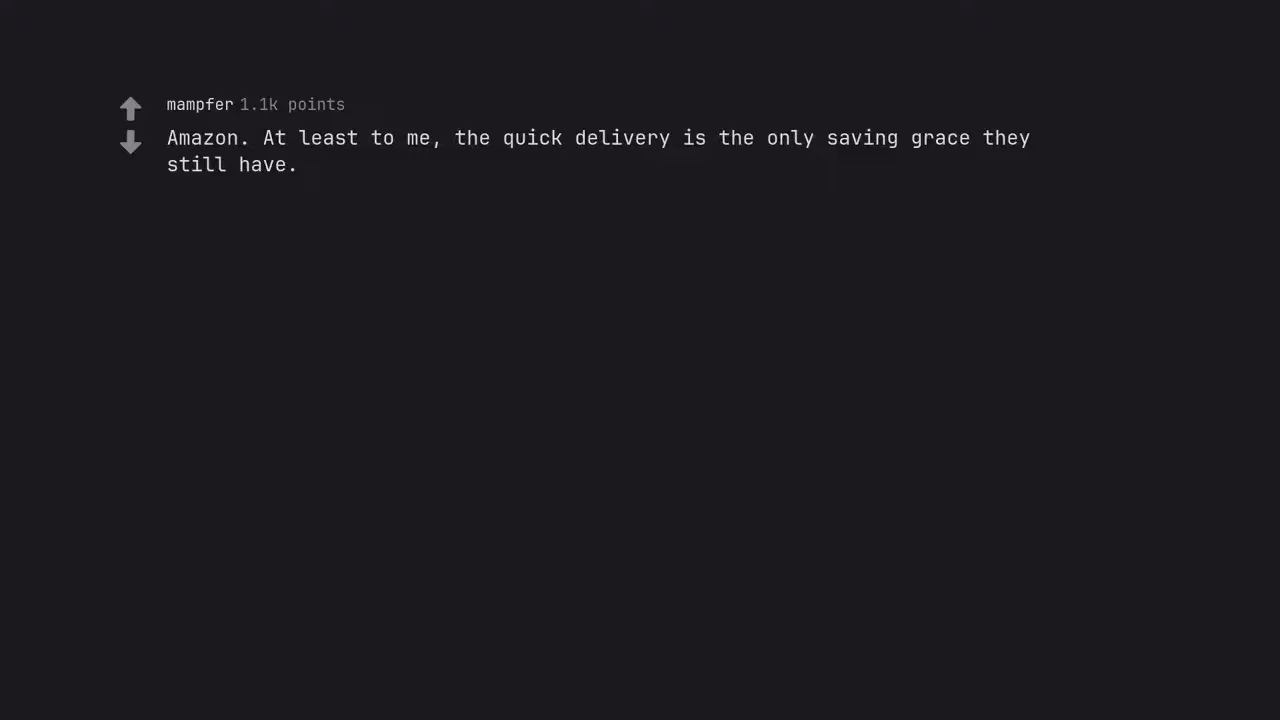 mampfer 1.1k points
Amazon. At least to me, the quick delivery is the only saving grace they
still have.